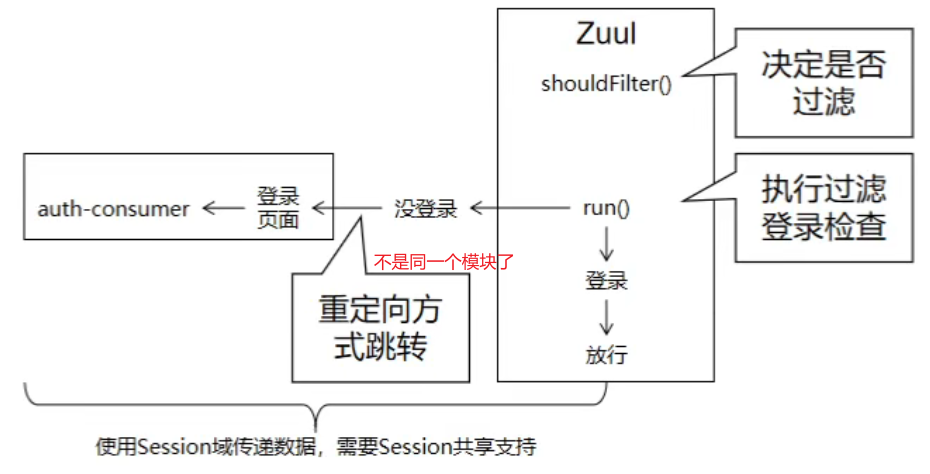 Zuul
shouldFilter()
决定是否
过滤
auth-consumer
登录
页面
没登录
run()
执行过滤
登录检查
不是同一个模块了
重定向方
式跳转
登录
放行
使用Session域传递数据，需要Session共享支持